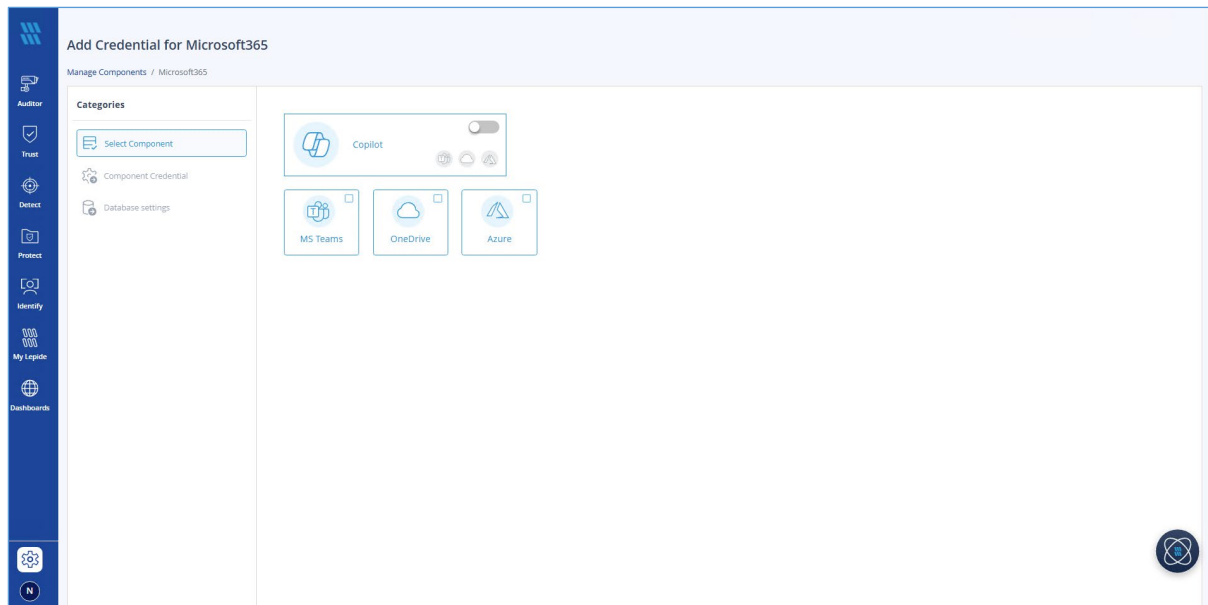 Add Credential for Microsoft365
Manage Components / Microsoft365
Auditor
Trust
Detect
Protect
Identify
My Lepide
Dashboards
N
Categories
Select Component
Component Credential
Database settings
Copilot
MS Teams
OneDrive
Azure